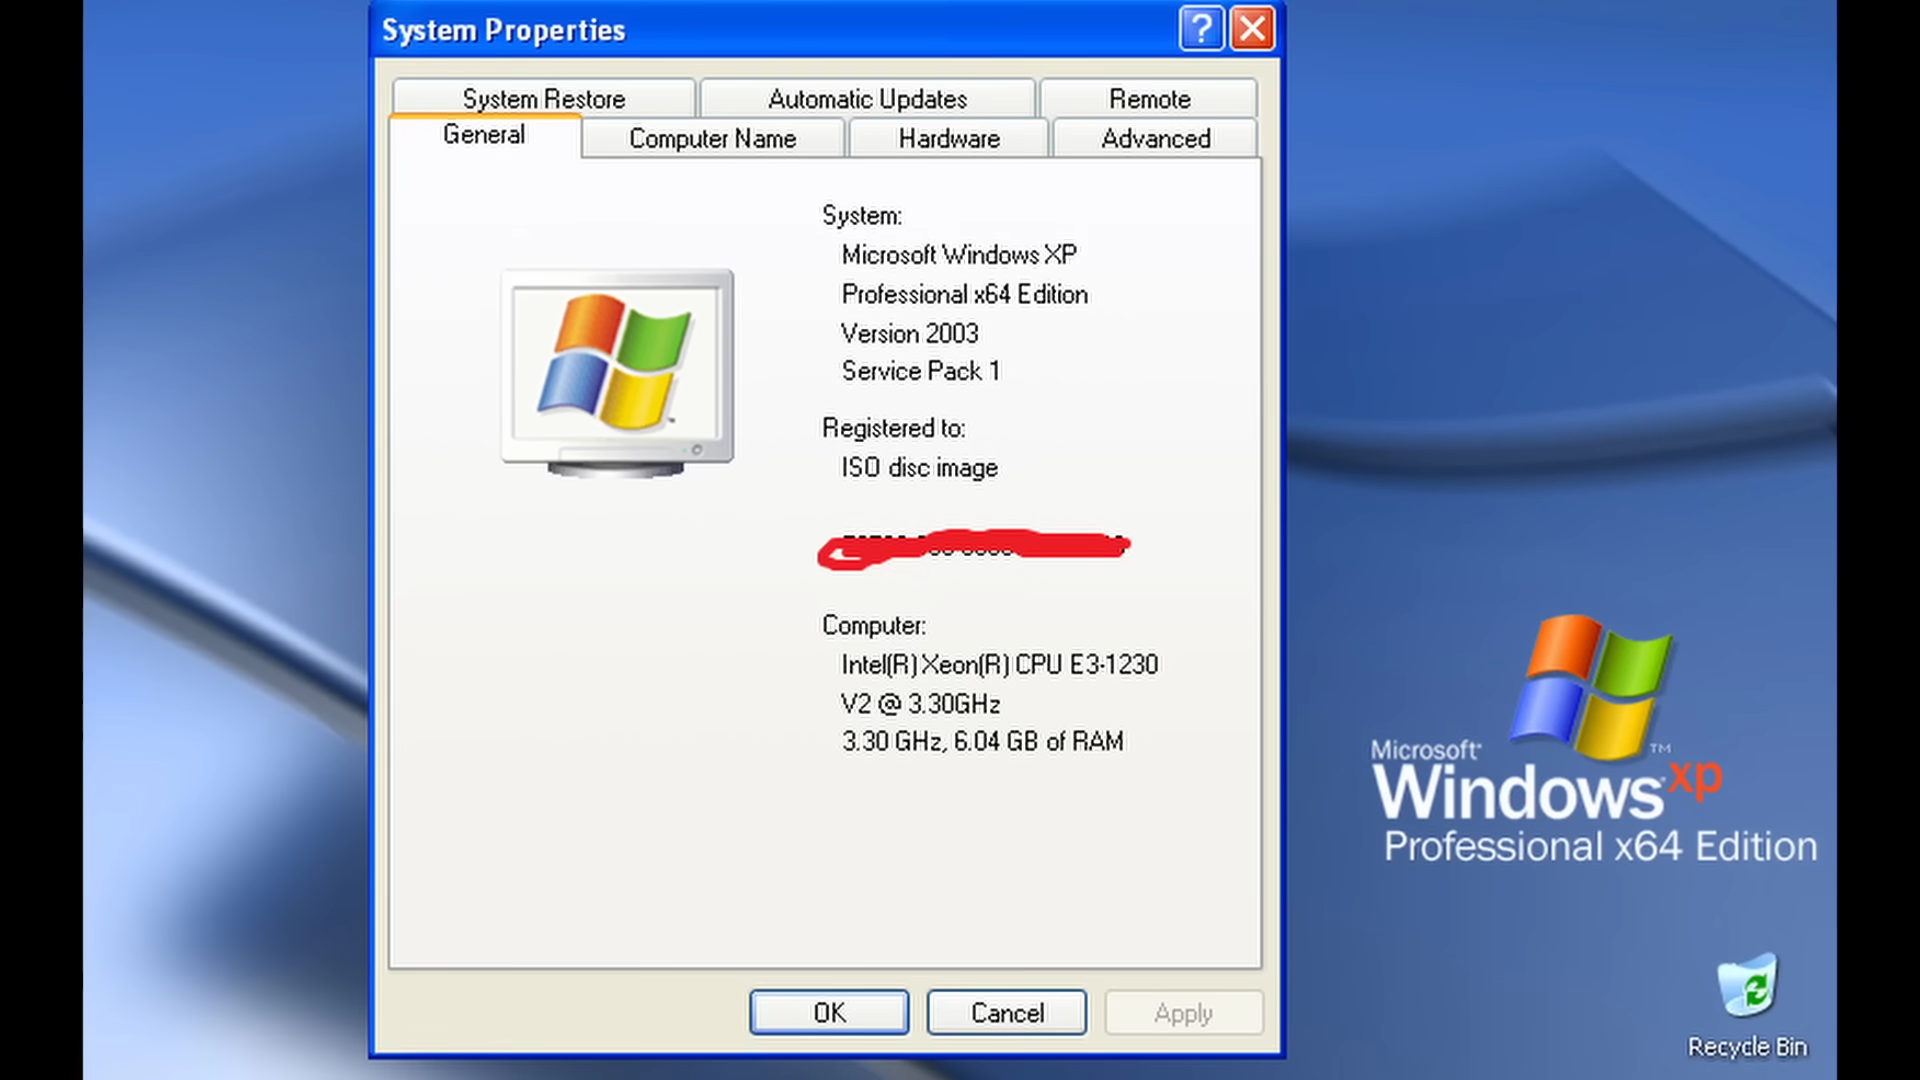 System Properties
System Restore
Automatic Updates
Remote
General
Computer Name
Hardware
Advanced
System:
Microsoft Windows XP
Professional x64 Edition
Version 2003
Service Pack 1
Registered to:
ISO disc image
Computer:
Intel(R) Xeon(R) CPU E3-1230
V2 @ 3.30GHz
3.30 GHz, 6.04 GB of RAM
OK
Cancel
Apply
Microsoft
Windows xp
Professional x64 Edition
Recycle Bin